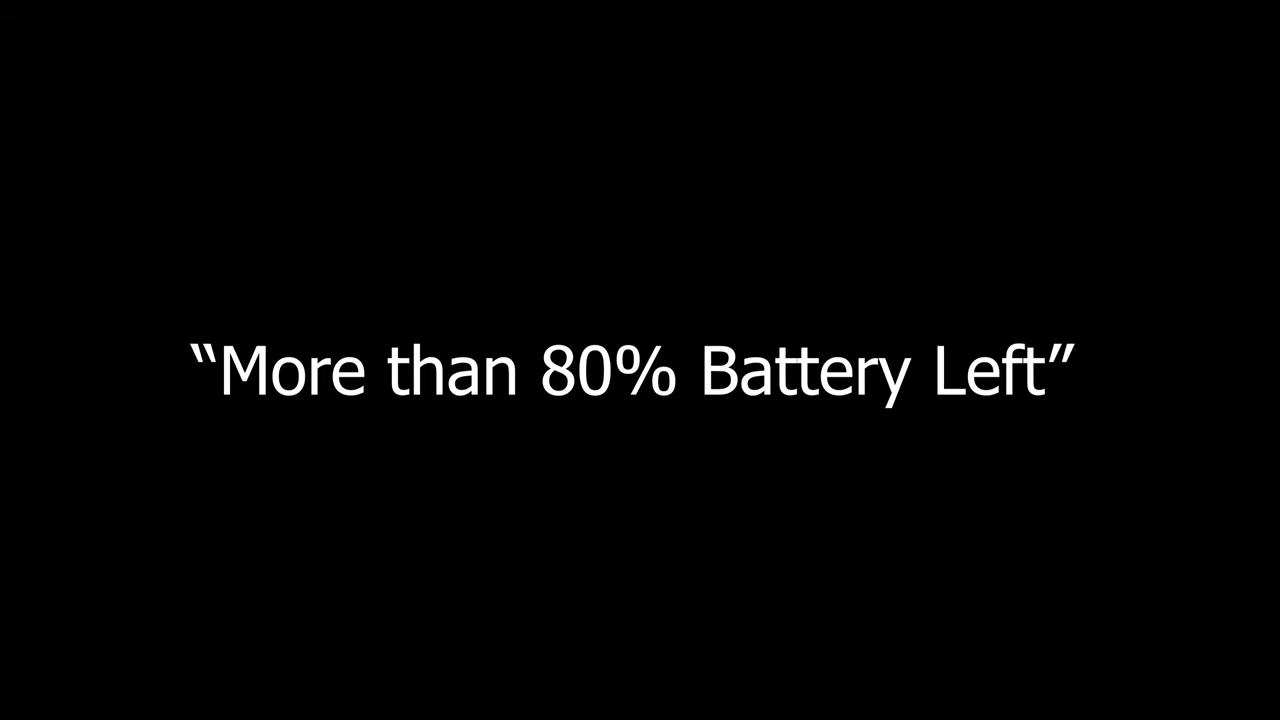 “More than 80% Battery Left”